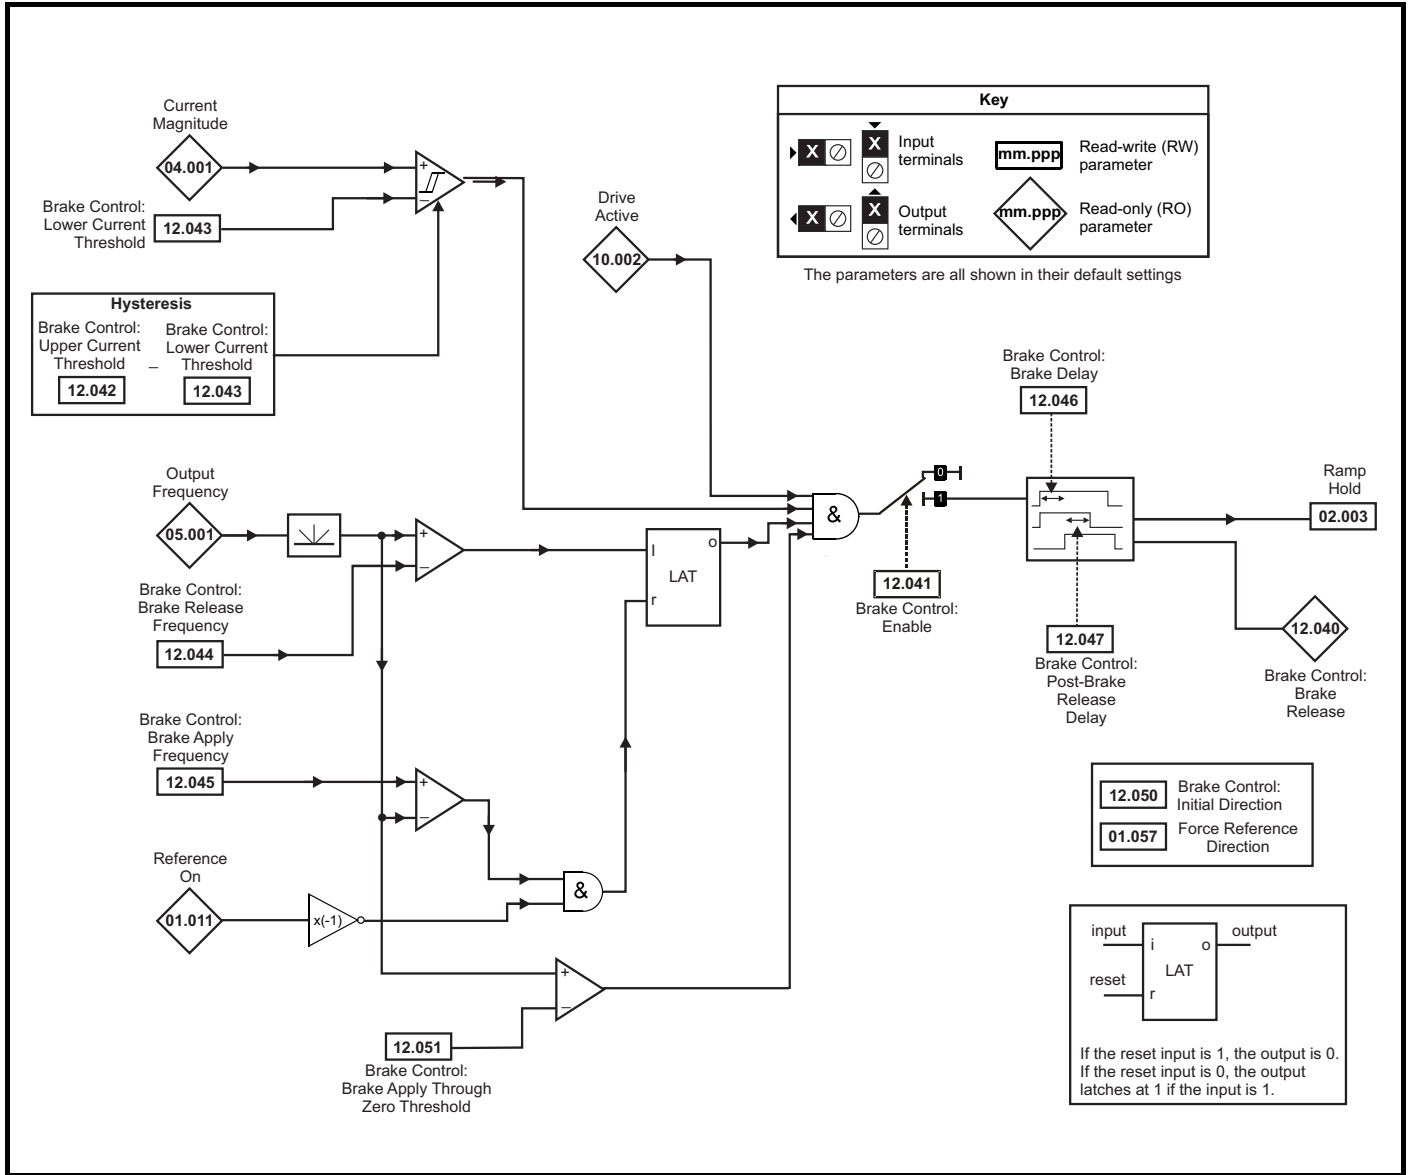 Current
Magnitude
04.001
+
–
Brake Control:
Lower Current
Threshold
12.043
Hysteresis
Brake Control:
Upper Current
Threshold
12.042
–
Brake Control:
Lower Current
Threshold
12.043
Drive
Active
10.002
Key
X
X
Input
terminals
mm.ppp
Read-write (RW)
parameter
X
X
Output
terminals
mm.ppp
Read-only (RO)
parameter
The parameters are all shown in their default settings
Output
Frequency
05.001
+
–
Brake Control:
Brake Release
Frequency
12.044
I
o
LAT
r
&
0
1
12.041
Brake Control:
Enable
Brake Control:
Brake Delay
12.046
12.047
Brake Control:
Post-Brake
Release
Delay
Ramp
Hold
02.003
12.040
Brake Control:
Brake
Release
Brake Control:
Brake Apply
Frequency
12.045
+
–
Reference
On
01.011
x(-1)
&
+
–
12.051
Brake Control:
Brake Apply Through
Zero Threshold
12.050
Brake Control:
Initial Direction
01.057
Force Reference
Direction
input
i
o
output
LAT
reset
r
If the reset input is 1, the output is 0.
If the reset input is 0, the output
latches at 1 if the input is 1.